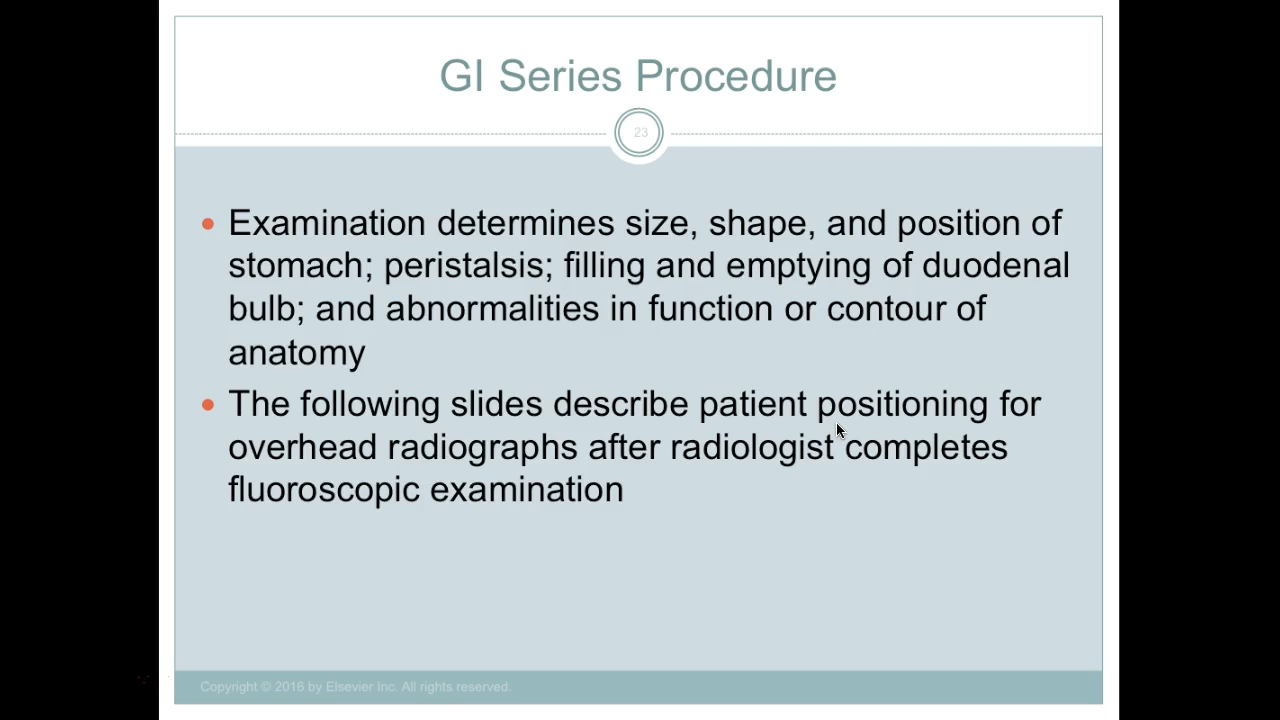 GI Series Procedure
23
Examination determines size, shape, and position of
stomach; peristalsis; filling and emptying of duodenal
bulb; and abnormalities in function or contour of
anatomy
The following slides describe patient positioning for
overhead radiographs after radiologist completes
fluoroscopic examination
Copyright © 2016 by Elsevier Inc. All rights reserved.